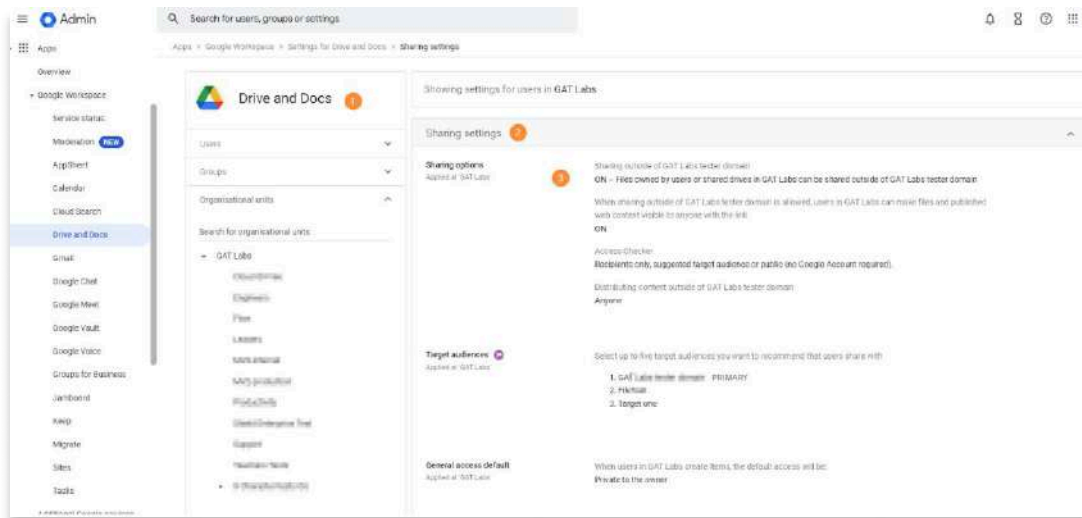 Admin
Search for users, groups or settings
Apps
Apps > Google Workspace > Settings for Drive and Docs > Sharing settings
Overview
Google Workspace
Service status
Moderation NEW
AppSheet
Calendar
Cloud Search
Drive and Docs
Gmail
Google Chat
Google Meet
Google Vault
Google Voice
Groups for Business
Jamboard
Keep
Migrate
Sites
Tasks
Drive and Docs 1
Users
Groups
Organisational units
Search for organisational units
GAT Labs
Engineers
Leavers
Productivity
Support
Showing settings for users in GAT Labs
Sharing settings 2
Sharing options
Applied at 'GAT Labs'
3
Sharing outside of GAT Labs tester domain
ON – Files owned by users or shared drives in GAT Labs can be shared outside of GAT Labs tester domain
When sharing outside of GAT Labs tester domain is allowed, users in GAT Labs can make files and published
web content visible to anyone with the link
ON
Access Checker
Recipients only, suggested target audience or public (no Google Account required).
Distributing content outside of GAT Labs tester domain
Anyone
Target audiences
Applied at 'GAT Labs'
Select up to five target audiences you want to recommend that users share with
1. GAT Labs tester domain PRIMARY
2.
3. Target one
General access default
Applied at 'GAT Labs'
When users in GAT Labs create items, the default access will be:
Private to the owner